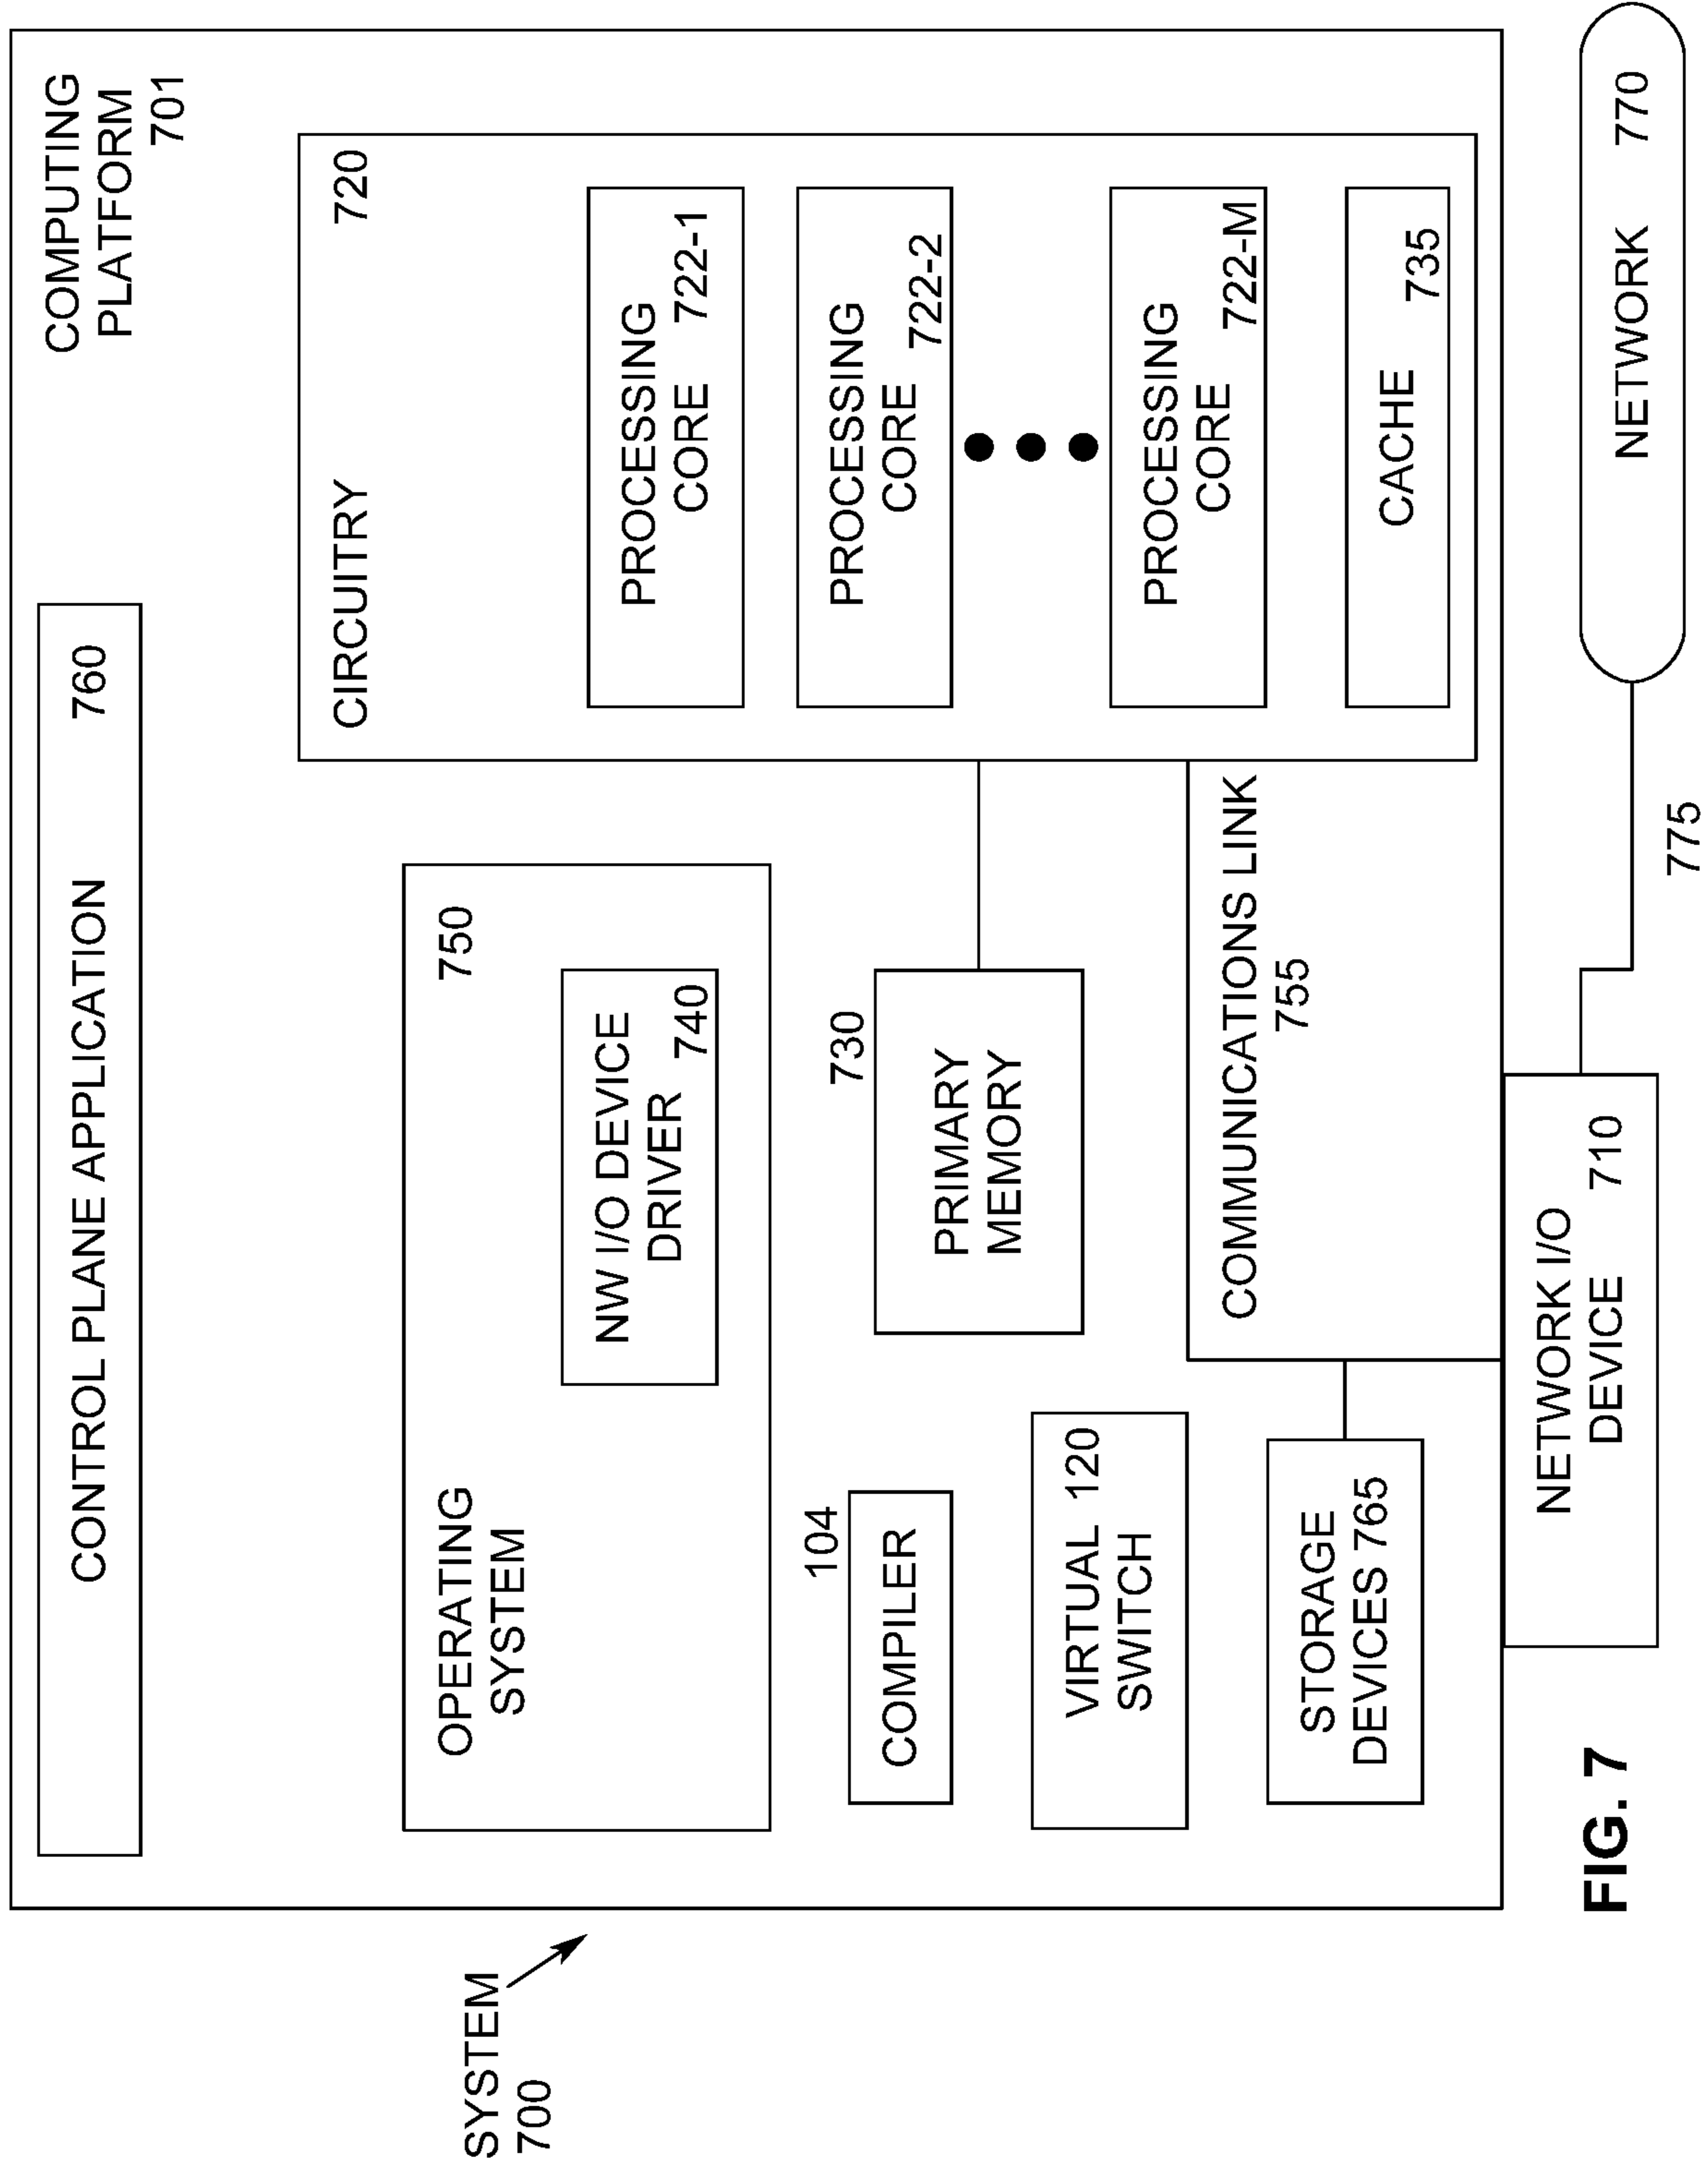 SYSTEM
700
COMPUTING
PLATFORM
701
CONTROL PLANE APPLICATION 760
OPERATING
SYSTEM
750
NW I/O DEVICE
DRIVER 740
CIRCUITRY 720
PROCESSING
CORE 722-1
PROCESSING
CORE 722-2
PROCESSING
CORE 722-M
CACHE 735
104
COMPILER
730
PRIMARY
MEMORY
VIRTUAL 120
SWITCH
COMMUNICATIONS LINK
755
STORAGE
DEVICES 765
NETWORK I/O
DEVICE 710
NETWORK 770
775
FIG. 7